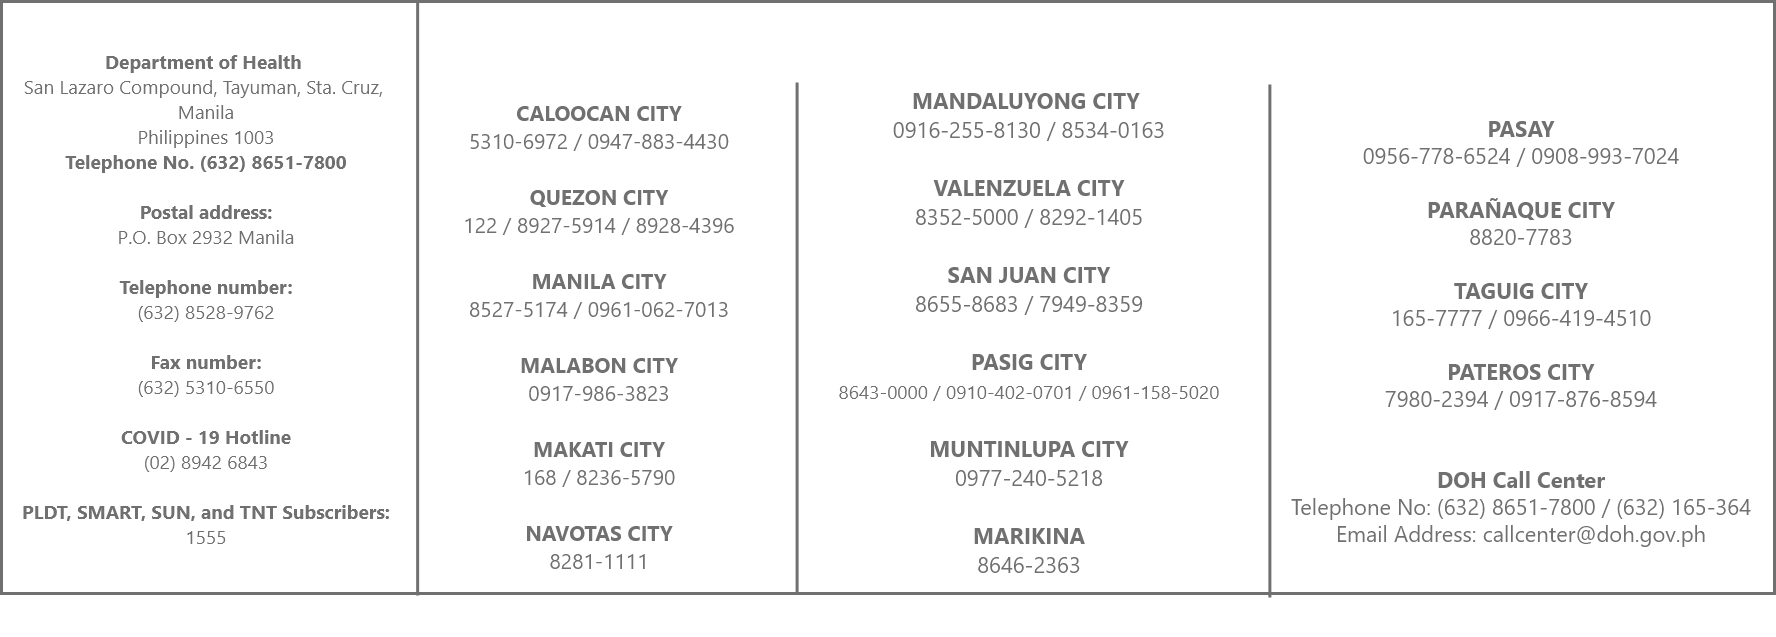 Department of Health
San Lazaro Compound, Tayuman, Sta. Cruz,
Manila
Philippines 1003
Telephone No. (632) 8651-7800
Postal address:
P.O. Box 2932 Manila
Telephone number:
(632) 8528-9762
Fax number:
(632) 5310-6550
COVID - 19 Hotline
(02) 8942 6843
PLDT, SMART, SUN, and TNT Subscribers:
1555
CALOOCAN CITY
5310-6972 / 0947-883-4430
QUEZON CITY
122 / 8927-5914 / 8928-4396
MANILA CITY
8527-5174 / 0961-062-7013
MALABON CITY
0917-986-3823
MAKATI CITY
168 / 8236-5790
NAVOTAS CITY
8281-1111
MANDALUYONG CITY
0916-255-8130 / 8534-0163
VALENZUELA CITY
8352-5000 / 8292-1405
SAN JUAN CITY
8655-8683 / 7949-8359
PASIG CITY
8643-0000 / 0910-402-0701 / 0961-158-5020
MUNTINLUPA CITY
0977-240-5218
MARIKINA
8646-2363
PASAY
0956-778-6524 / 0908-993-7024
PARAÑAQUE CITY
8820-7783
TAGUIG CITY
165-7777 / 0966-419-4510
PATEROS CITY
7980-2394 / 0917-876-8594
DOH Call Center
Telephone No: (632) 8651-7800 / (632) 165-364
Email Address: callcenter@doh.gov.ph